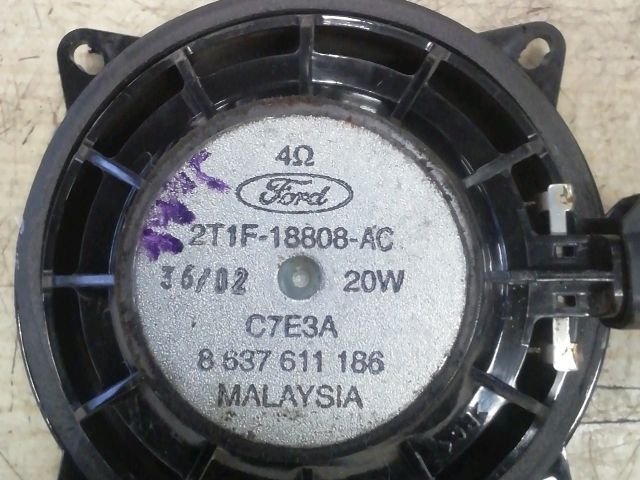 4Ω
Ford
2T1F-18808-AC
36/02 20W
C7E3A
8 637 611 186
MALAYSIA